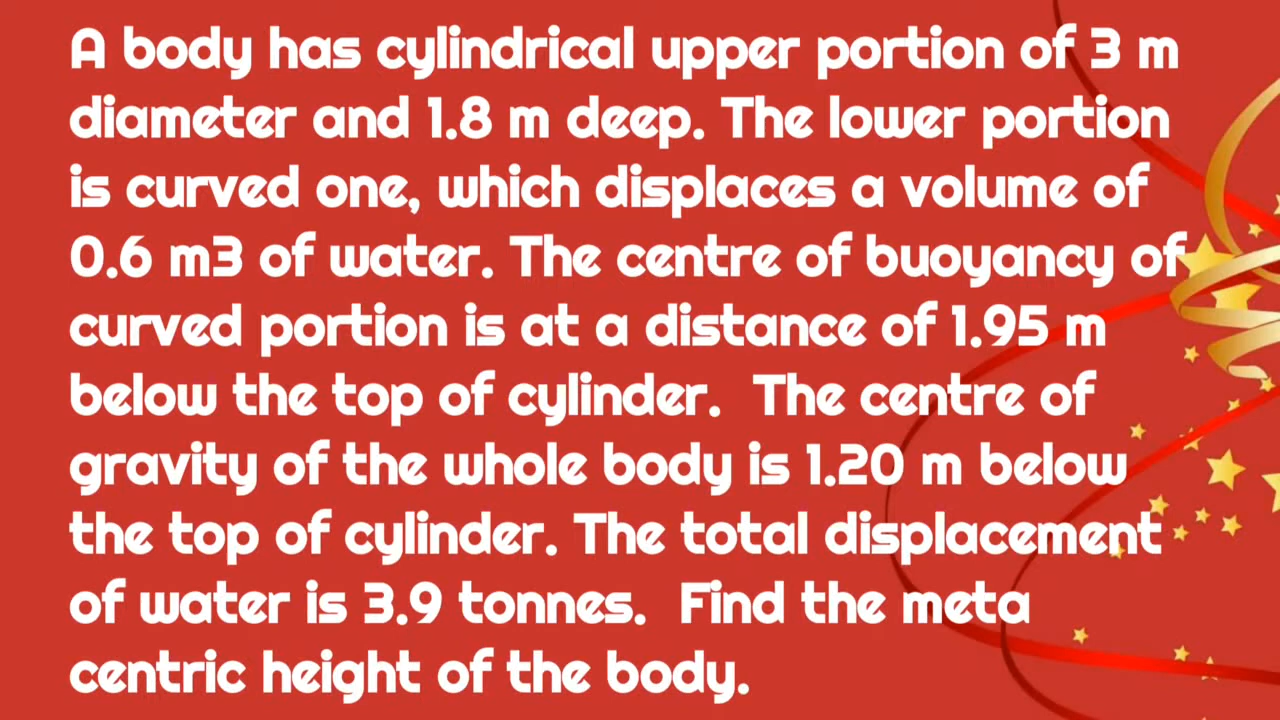 A body has cylindrical upper portion of 3 m
diameter and 1.8 m deep. The lower portion
is curved one, which displaces a volume of
0.6 m3 of water. The centre of buoyancy of
curved portion is at a distance of 1.95 m
below the top of cylinder. The centre of
gravity of the whole body is 1.20 m below
the top of cylinder. The total displacement
of water is 3.9 tonnes. Find the meta
centric height of the body.